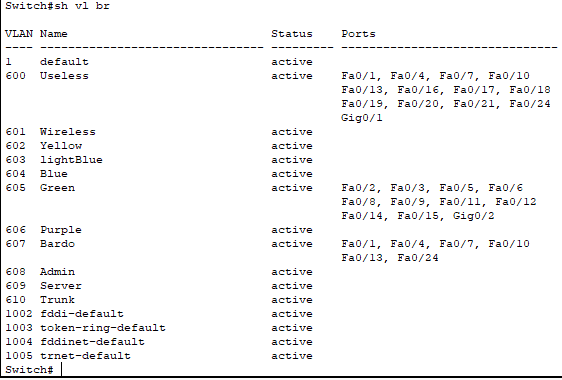 Switch#sh vl br
VLAN Name                             Status    Ports
---- -------------------------------- --------- -------------------------------
1    default                          active
600  Useless                          active    Fa0/1, Fa0/4, Fa0/7, Fa0/10
                                                Fa0/13, Fa0/16, Fa0/17, Fa0/18
                                                Fa0/19, Fa0/20, Fa0/21, Fa0/24
                                                Gig0/1
601  Wireless                         active
602  Yellow                           active
603  lightBlue                        active
604  Blue                             active
605  Green                            active    Fa0/2, Fa0/3, Fa0/5, Fa0/6
                                                Fa0/8, Fa0/9, Fa0/11, Fa0/12
                                                Fa0/14, Fa0/15, Gig0/2
606  Purple                           active
607  Bardo                            active    Fa0/1, Fa0/4, Fa0/7, Fa0/10
                                                Fa0/13, Fa0/24
608  Admin                            active
609  Server                           active
610  Trunk                            active
1002 fddi-default                     active
1003 token-ring-default               active
1004 fddinet-default                  active
1005 trnet-default                    active
Switch#